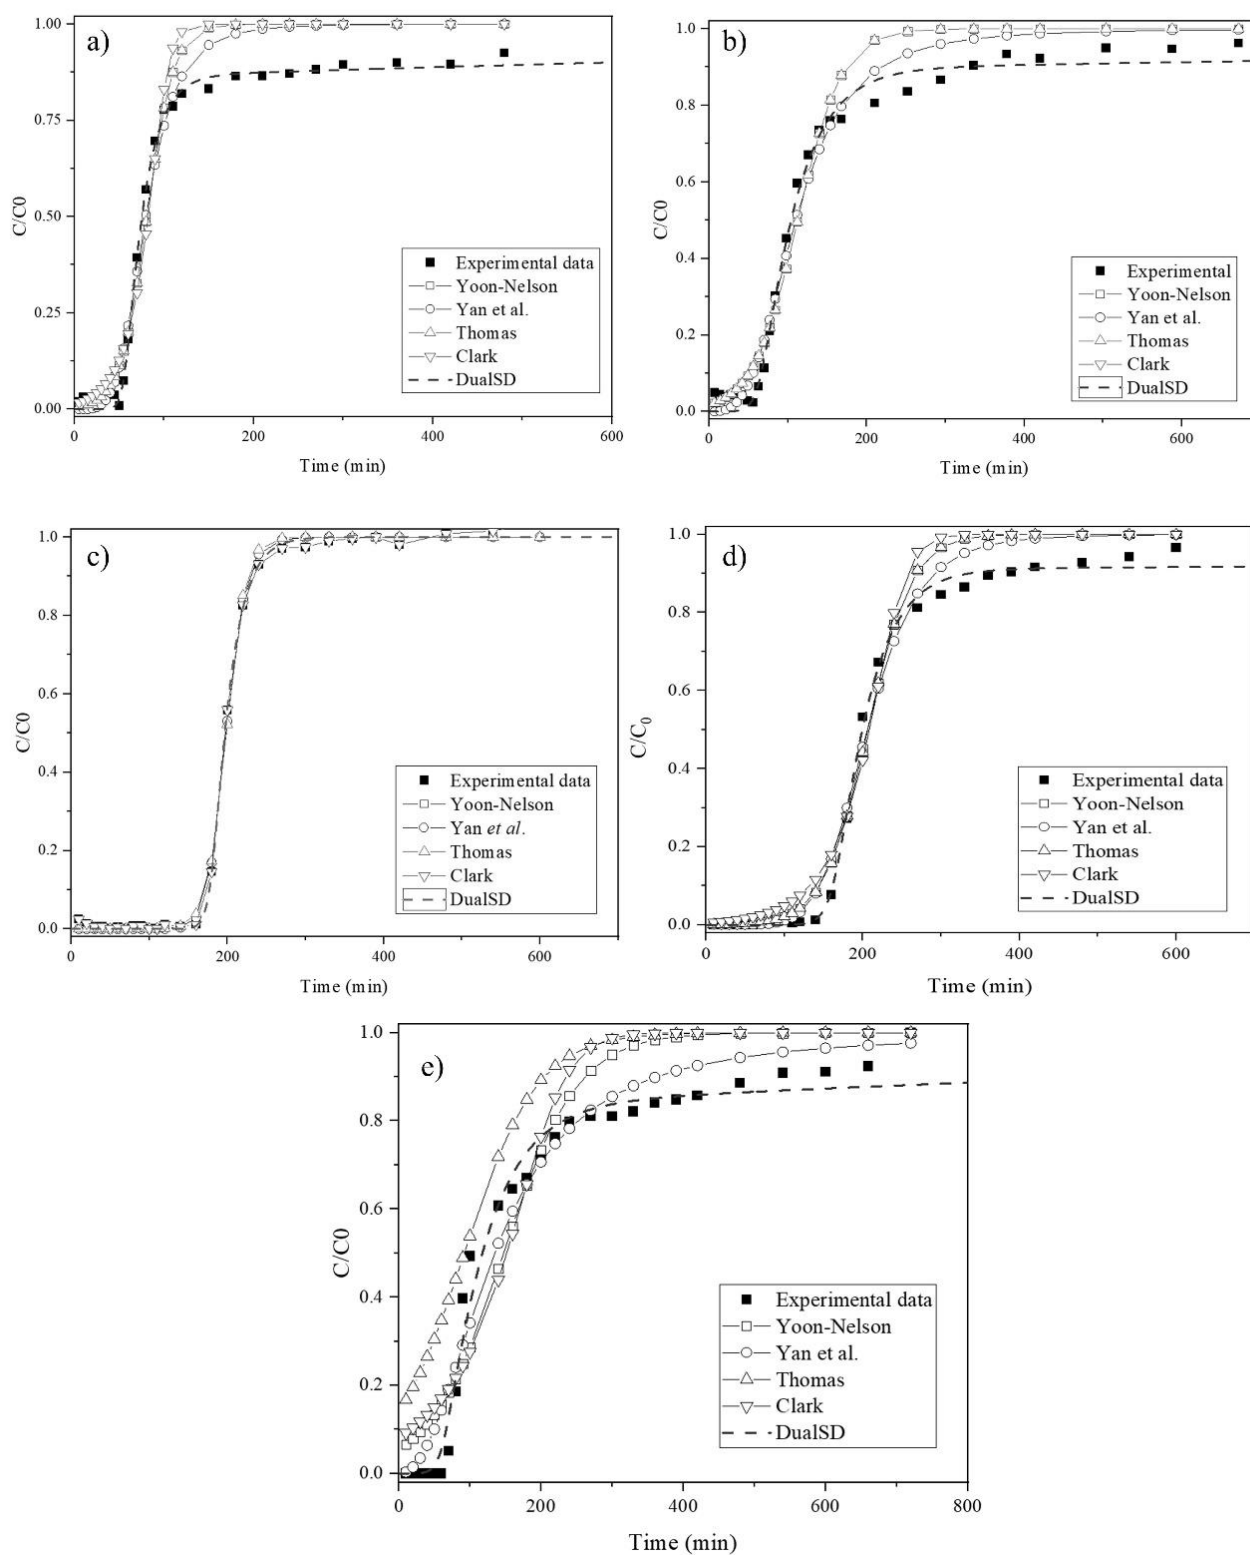 a)
1.00
0.75
0.50
0.25
0.00
C/C0
Experimental data
Yoon-Nelson
Yan et al.
Thomas
Clark
DualSD
0 200 400 600
Time (min)
b)
1.0
0.8
0.6
0.4
0.2
0.0
C/C0
Experimental
Yoon-Nelson
Yan et al.
Thomas
Clark
DualSD
0 200 400 600
Time (min)
c)
1.0
0.8
0.6
0.4
0.2
0.0
C/C0
Experimental data
Yoon-Nelson
Yan et al.
Thomas
Clark
DualSD
0 200 400 600
Time (min)
d)
1.0
0.8
0.6
0.4
0.2
0.0
C/C₀
Experimental data
Yoon-Nelson
Yan et al.
Thomas
Clark
DualSD
0 200 400 600
Time (min)
e)
1.0
0.8
0.6
0.4
0.2
0.0
C/C0
Experimental data
Yoon-Nelson
Yan et al.
Thomas
Clark
DualSD
0 200 400 600 800
Time (min)